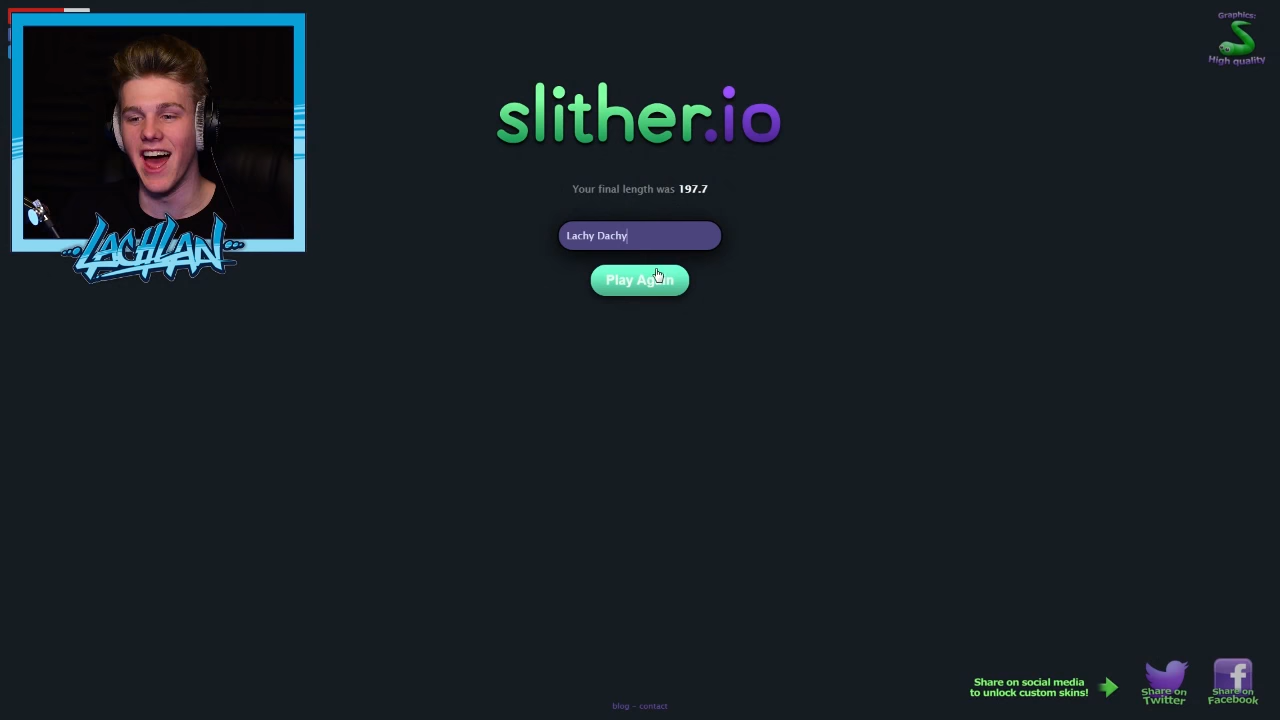 Graphics:
High quality
LACHLAN
slither.io
Your final length was 197.7
Lachy Dachy
Play Again
Share on social media
to unlock custom skins!
Share on
Twitter
f
Share on
Facebook
blog - contact